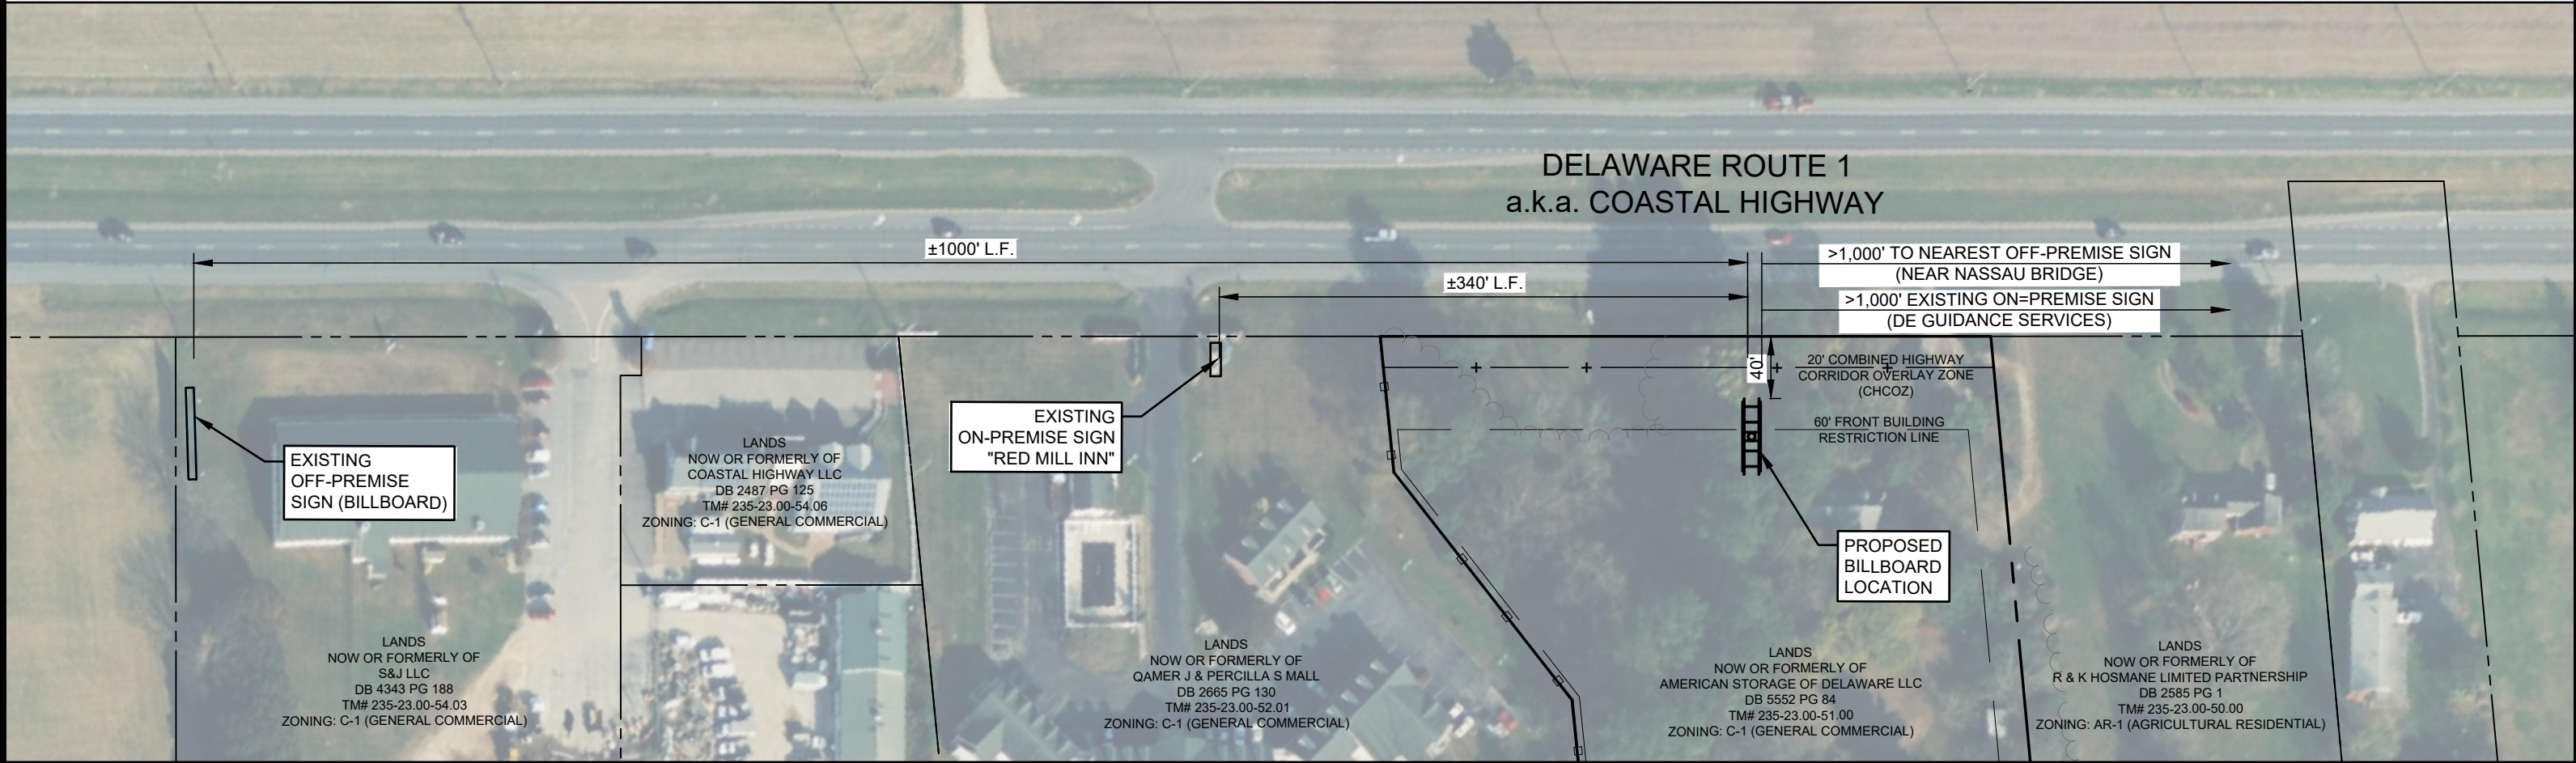 DELAWARE ROUTE 1
a.k.a. COASTAL HIGHWAY
±1000' L.F.
>1,000' TO NEAREST OFF-PREMISE SIGN
(NEAR NASSAU BRIDGE)
±340' L.F.
>1,000' EXISTING ON=PREMISE SIGN
(DE GUIDANCE SERVICES)
40'
20' COMBINED HIGHWAY
CORRIDOR OVERLAY ZONE
(CHCOZ)
60' FRONT BUILDING
RESTRICTION LINE
EXISTING
OFF-PREMISE
SIGN (BILLBOARD)
LANDS
NOW OR FORMERLY OF
COASTAL HIGHWAY LLC
DB 2487 PG 125
TM# 235-23.00-54.06
ZONING: C-1 (GENERAL COMMERCIAL)
EXISTING
ON-PREMISE SIGN
"RED MILL INN"
PROPOSED
BILLBOARD
LOCATION
LANDS
NOW OR FORMERLY OF
S&J LLC
DB 4343 PG 188
TM# 235-23.00-54.03
ZONING: C-1 (GENERAL COMMERCIAL)
LANDS
NOW OR FORMERLY OF
QAMER J & PERCILLA S MALL
DB 2665 PG 130
TM# 235-23.00-52.01
ZONING: C-1 (GENERAL COMMERCIAL)
LANDS
NOW OR FORMERLY OF
AMERICAN STORAGE OF DELAWARE LLC
DB 5552 PG 84
TM# 235-23.00-51.00
ZONING: C-1 (GENERAL COMMERCIAL)
LANDS
NOW OR FORMERLY OF
R & K HOSMANE LIMITED PARTNERSHIP
DB 2585 PG 1
TM# 235-23.00-50.00
ZONING: AR-1 (AGRICULTURAL RESIDENTIAL)